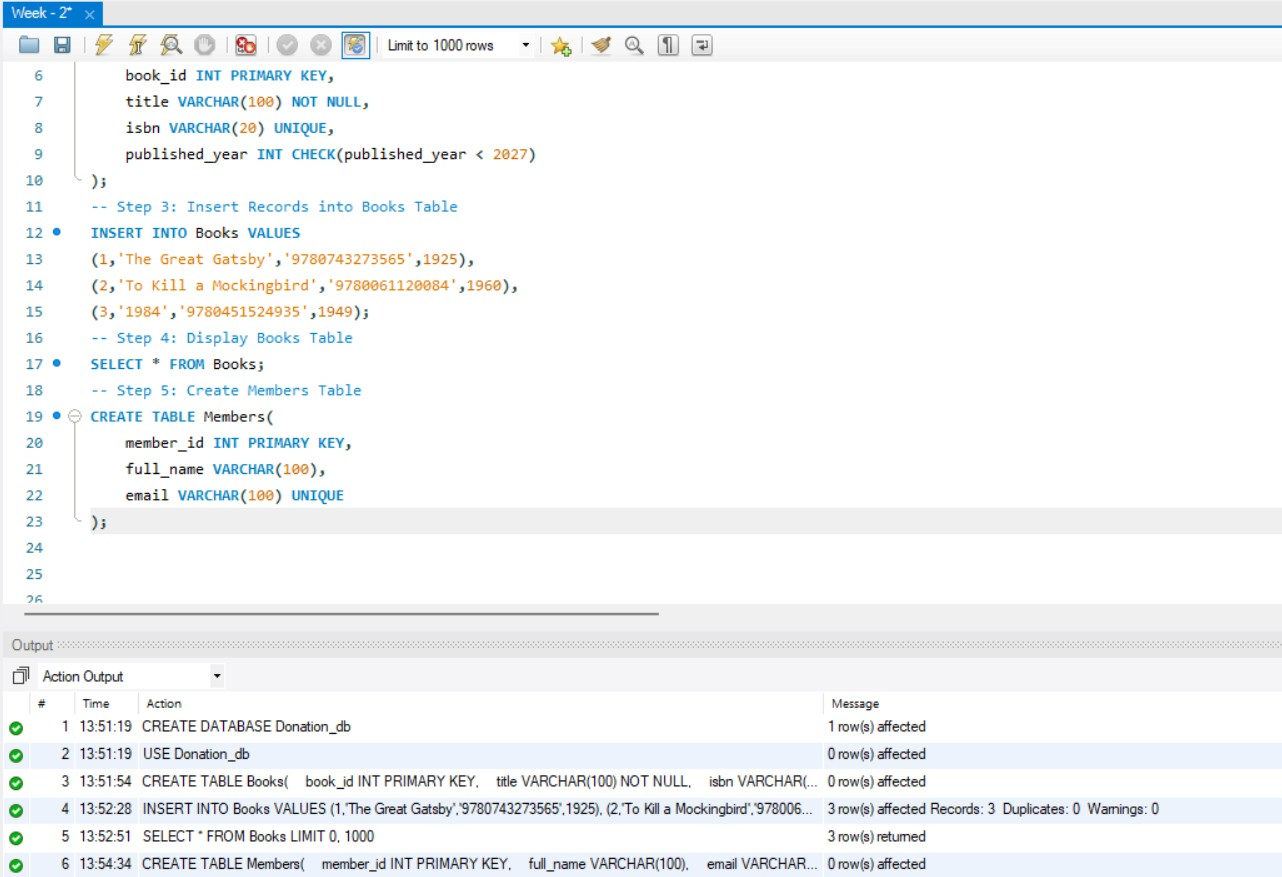 Week - 2*
Limit to 1000 rows
6 book_id INT PRIMARY KEY,
7 title VARCHAR(100) NOT NULL,
8 isbn VARCHAR(20) UNIQUE,
9 published_year INT CHECK(published_year < 2027)
10 );
11 -- Step 3: Insert Records into Books Table
12 INSERT INTO Books VALUES
13 (1,'The Great Gatsby','9780743273565',1925),
14 (2,'To Kill a Mockingbird','9780061120084',1960),
15 (3,'1984','9780451524935',1949);
16 -- Step 4: Display Books Table
17 SELECT * FROM Books;
18 -- Step 5: Create Members Table
19 CREATE TABLE Members(
20 member_id INT PRIMARY KEY,
21 full_name VARCHAR(100),
22 email VARCHAR(100) UNIQUE
23 );
24
25
26
Output
Action Output
# Time Action Message
1 13:51:19 CREATE DATABASE Donation_db 1 row(s) affected
2 13:51:19 USE Donation_db 0 row(s) affected
3 13:51:54 CREATE TABLE Books( book_id INT PRIMARY KEY, title VARCHAR(100) NOT NULL, isbn VARCHAR(... 0 row(s) affected
4 13:52:28 INSERT INTO Books VALUES (1,'The Great Gatsby','9780743273565',1925), (2,'To Kill a Mockingbird','978006... 3 row(s) affected Records: 3 Duplicates: 0 Warnings: 0
5 13:52:51 SELECT * FROM Books LIMIT 0, 1000 3 row(s) returned
6 13:54:34 CREATE TABLE Members( member_id INT PRIMARY KEY, full_name VARCHAR(100), email VARCHAR... 0 row(s) affected